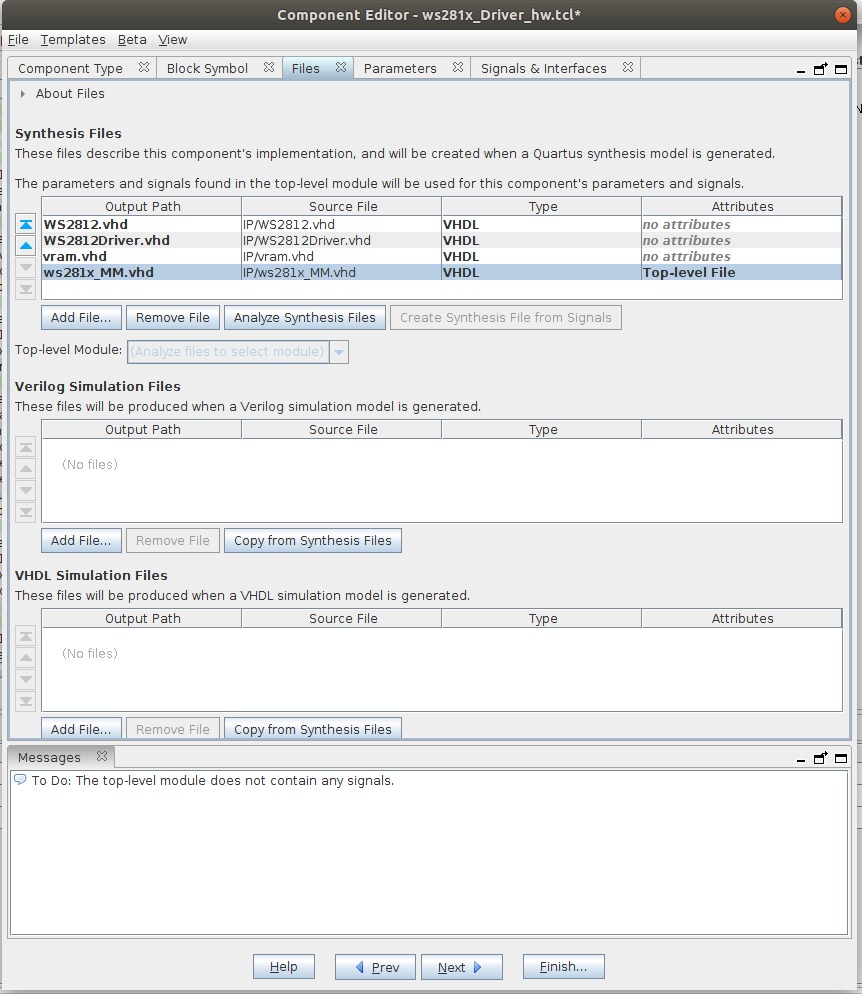 Component Editor - ws281x_Driver_hw.tcl*
File Templates Beta View
Component Type Block Symbol Files Parameters Signals & Interfaces
About Files
Synthesis Files
These files describe this component's implementation, and will be created when a Quartus synthesis model is generated.
The parameters and signals found in the top-level module will be used for this component's parameters and signals.
Output Path Source File Type Attributes
WS2812.vhd IP/WS2812.vhd VHDL no attributes
WS2812Driver.vhd IP/WS2812Driver.vhd VHDL no attributes
vram.vhd IP/vram.vhd VHDL no attributes
ws281x_MM.vhd IP/ws281x_MM.vhd VHDL Top-level File
Add File... Remove File Analyze Synthesis Files Create Synthesis File from Signals
Top-level Module: (Analyze files to select module)
Verilog Simulation Files
These files will be produced when a Verilog simulation model is generated.
Output Path Source File Type Attributes
(No files)
Add File... Remove File Copy from Synthesis Files
VHDL Simulation Files
These files will be produced when a VHDL simulation model is generated.
Output Path Source File Type Attributes
(No files)
Add File... Remove File Copy from Synthesis Files
Messages
To Do: The top-level module does not contain any signals.
Help Prev Next Finish...